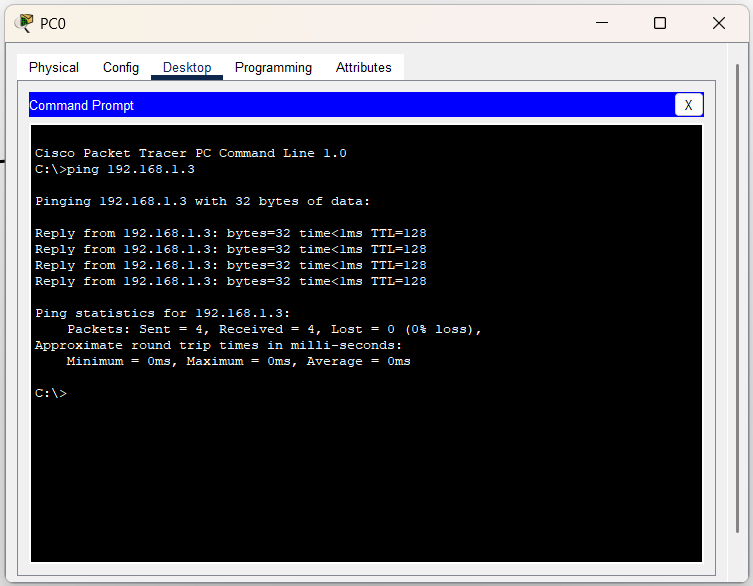 PC0
Physical Config Desktop Programming Attributes
Command Prompt X
Cisco Packet Tracer PC Command Line 1.0
C:\>ping 192.168.1.3
Pinging 192.168.1.3 with 32 bytes of data:
Reply from 192.168.1.3: bytes=32 time<1ms TTL=128
Reply from 192.168.1.3: bytes=32 time<1ms TTL=128
Reply from 192.168.1.3: bytes=32 time<1ms TTL=128
Reply from 192.168.1.3: bytes=32 time<1ms TTL=128
Ping statistics for 192.168.1.3:
Packets: Sent = 4, Received = 4, Lost = 0 (0% loss),
Approximate round trip times in milli-seconds:
Minimum = 0ms, Maximum = 0ms, Average = 0ms
C:\>